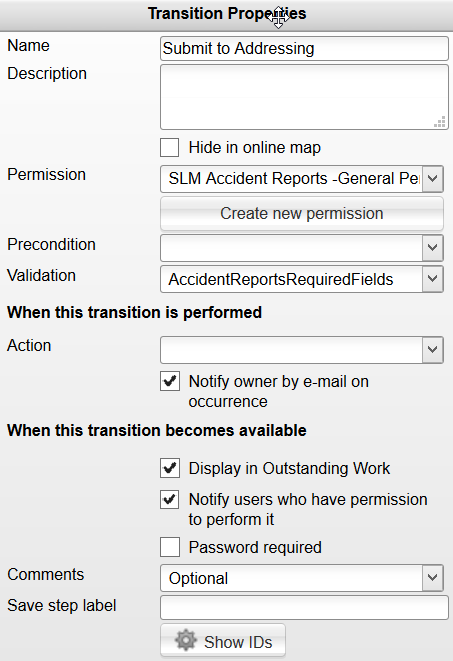 Transition Properties
Name
Submit to Addressing
Description
Hide in online map
Permission
SLM Accident Reports -General Pe
Create new permission
Precondition
Validation
AccidentReportsRequiredFields
When this transition is performed
Action
Notify owner by e-mail on
occurrence
When this transition becomes available
Display in Outstanding Work
Notify users who have permission
to perform it
Password required
Comments
Optional
Save step label
Show IDs